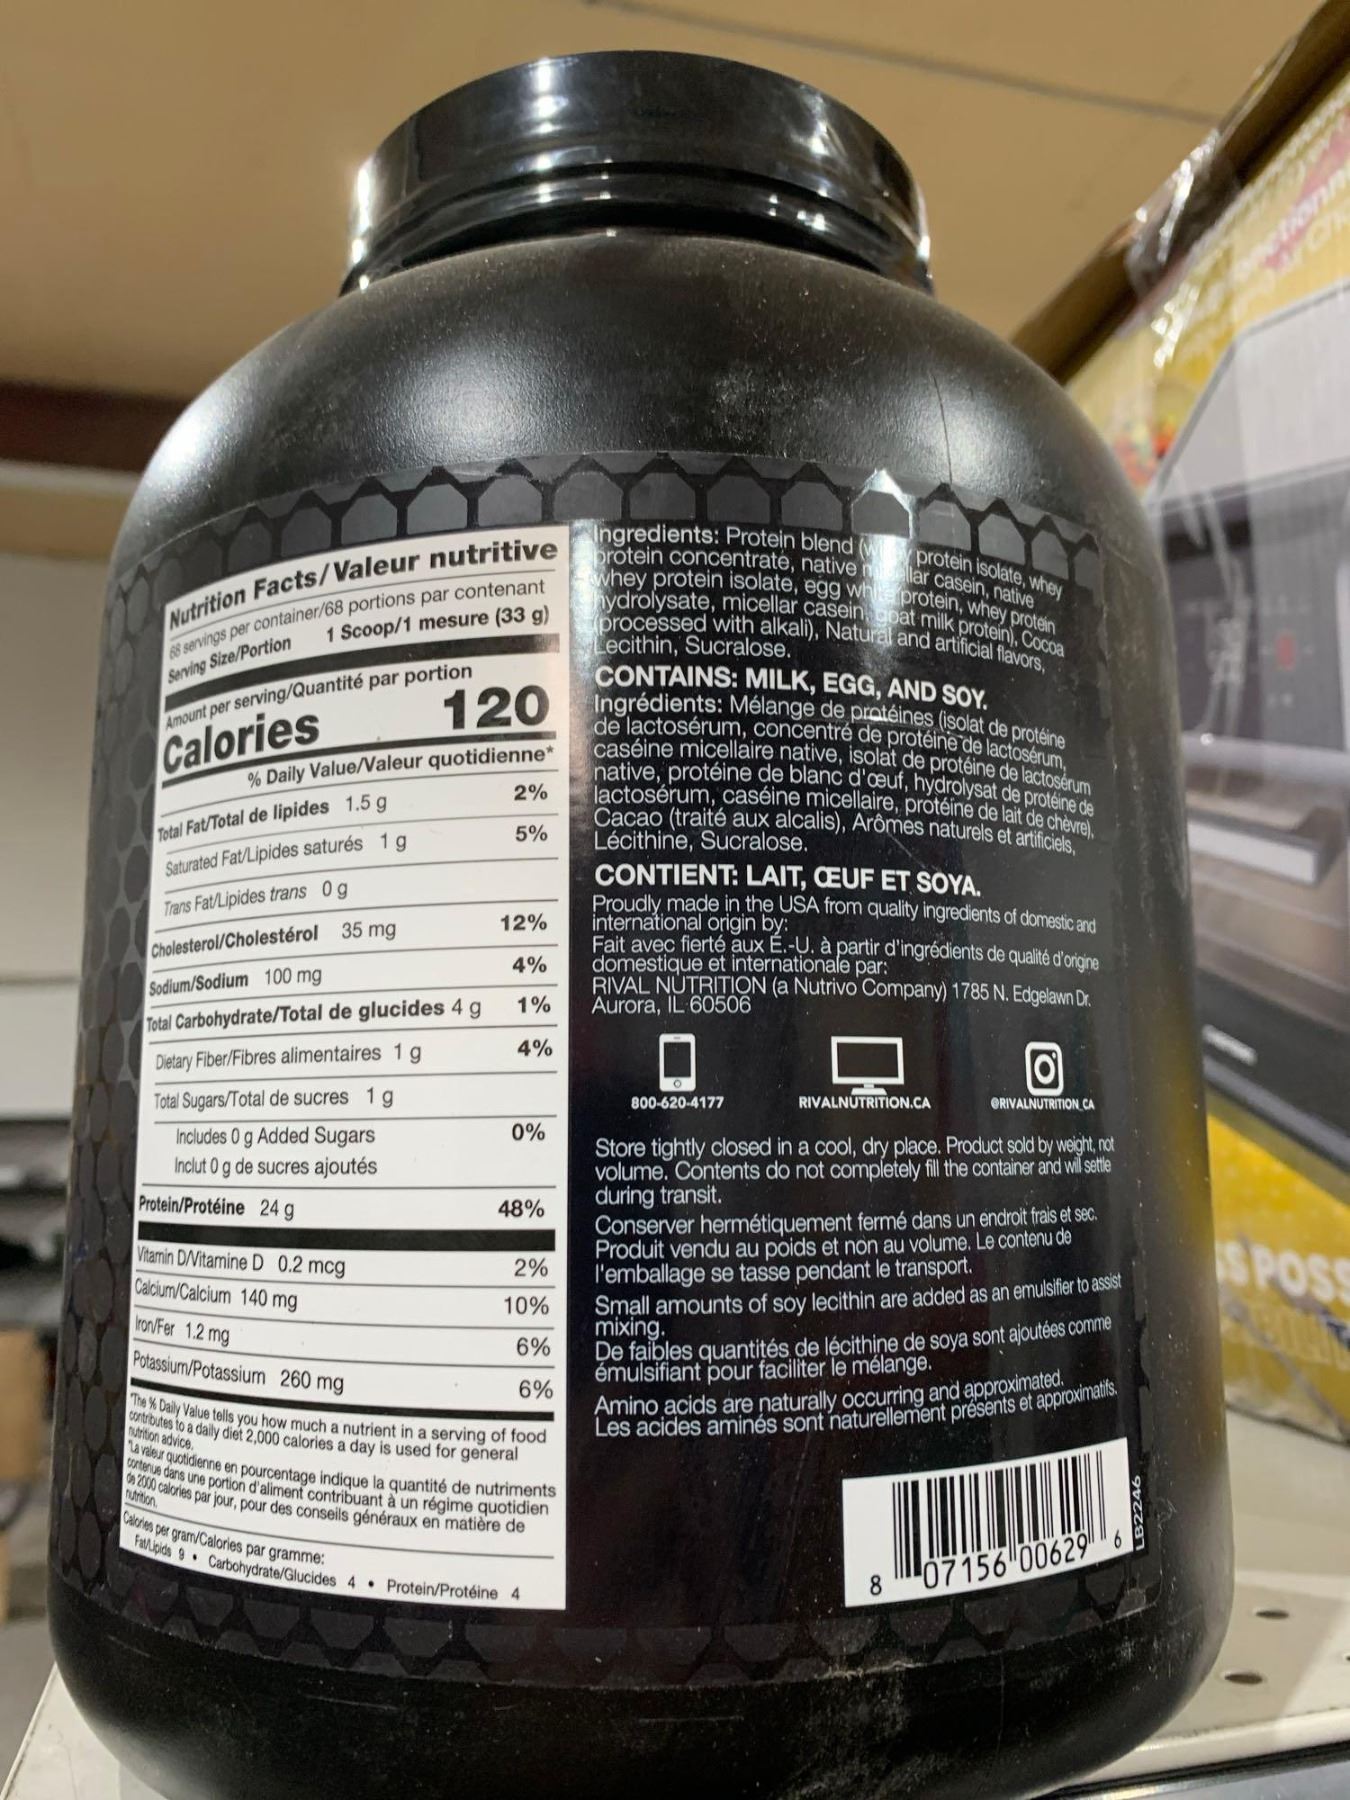 Nutrition Facts/Valeur nutritive
68 servings per container/68 portions par contenant
Serving Size/Portion 1 Scoop/1 mesure (33 g)
Amount per serving/Quantité par portion
Calories 120
% Daily Value/Valeur quotidienne*
Total Fat/Total de lipides 1.5 g 2%
Saturated Fat/Lipides saturés 1 g 5%
Trans Fat/Lipides trans 0 g
Cholesterol/Cholestérol 35 mg 12%
Sodium/Sodium 100 mg 4%
Total Carbohydrate/Total de glucides 4 g 1%
Dietary Fiber/Fibres alimentaires 1 g 4%
Total Sugars/Total de sucres 1 g
Includes 0 g Added Sugars 0%
Inclut 0 g de sucres ajoutés
Protein/Protéine 24 g 48%
Vitamin D/Vitamine D 0.2 mcg 2%
Calcium/Calcium 140 mg 10%
Iron/Fer 1.2 mg 6%
Potassium/Potassium 260 mg 6%
*The % Daily Value tells you how much a nutrient in a serving of food
contributes to a daily diet 2,000 calories a day is used for general
nutrition advice.
*La valeur quotidienne en pourcentage indique la quantité de nutriments
contenue dans une portion d'aliment contribuant à un régime quotidien
de 2000 calories par jour, pour des conseils généraux en matière de
nutrition.
Calories per gram/Calories par gramme:
Fat/Lipids 9 • Carbohydrate/Glucides 4 • Protein/Protéine 4
Ingredients: Protein blend (whey protein isolate, whey
protein concentrate, native micellar casein, native
whey protein isolate, egg white protein, whey protein
hydrolysate, micellar casein, goat milk protein), Cocoa
(processed with alkali), Natural and artificial flavors,
Lecithin, Sucralose.
CONTAINS: MILK, EGG, AND SOY.
Ingrédients: Mélange de protéines (isolat de protéine
de lactosérum, concentré de protéine de lactosérum,
caséine micellaire native, isolat de protéine de lactosérum
native, protéine de blanc d'œuf, hydrolysat de protéine de
lactosérum, caséine micellaire, protéine de lait de chèvre),
Cacao (traité aux alcalis), Arômes naturels et artificiels,
Lécithine, Sucralose.
CONTIENT: LAIT, ŒUF ET SOYA.
Proudly made in the USA from quality ingredients of domestic and
international origin by:
Fait avec fierté aux É.-U. à partir d'ingrédients de qualité d'origine
domestique et internationale par:
RIVAL NUTRITION (a Nutrivo Company) 1785 N. Edgelawn Dr.
Aurora, IL 60506
800-620-4177 RIVALNUTRITION.CA @RIVALNUTRITION_CA
Store tightly closed in a cool, dry place. Product sold by weight, not
volume. Contents do not completely fill the container and will settle
during transit.
Conserver hermétiquement fermé dans un endroit frais et sec.
Produit vendu au poids et non au volume. Le contenu de
l'emballage se tasse pendant le transport.
Small amounts of soy lecithin are added as an emulsifier to assist
mixing.
De faibles quantités de lécithine de soya sont ajoutées comme
émulsifiant pour faciliter le mélange.
Amino acids are naturally occurring and approximated.
Les acides aminés sont naturellement présents et approximatifs.
8 07156 00629 6
LB2246